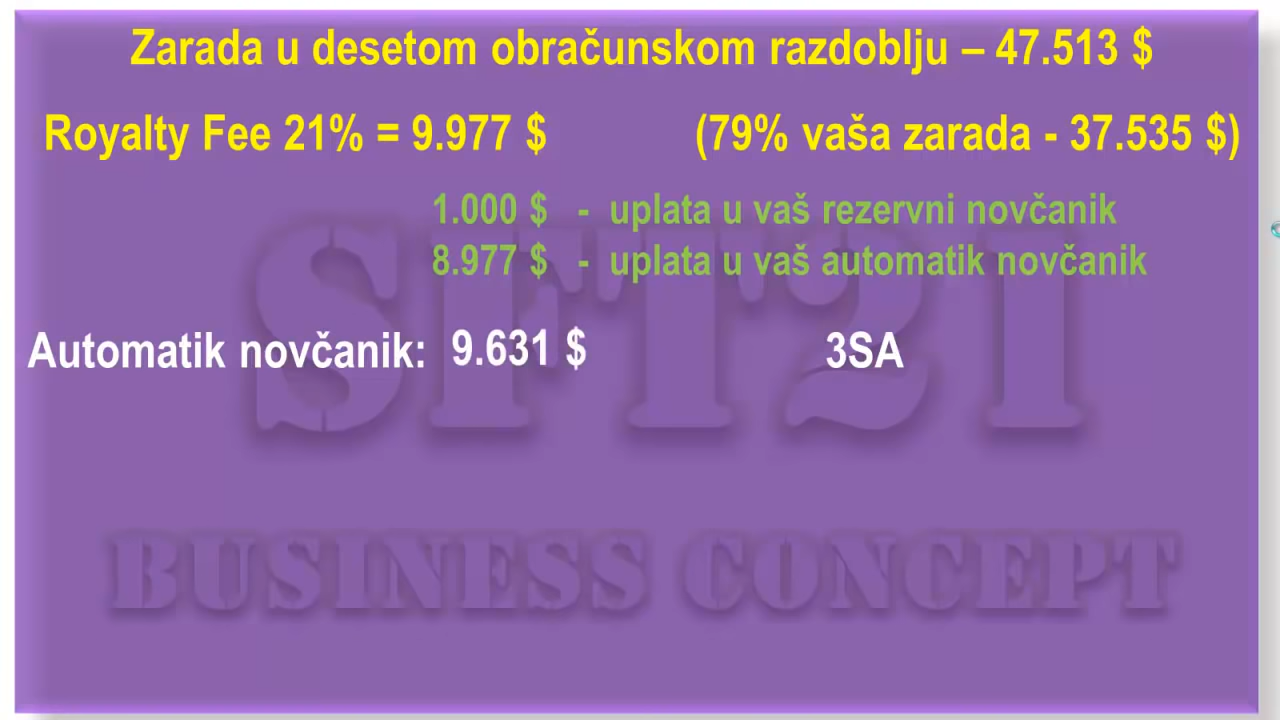 Zarada u desetom obračunskom razdoblju – 47.513 $
Royalty Fee 21% = 9.977 $ (79% vaša zarada - 37.535 $)
1.000 $ - uplata u vaš rezervni novčanik
8.977 $ - uplata u vaš automatik novčanik
Automatik novčanik: 9.631 $ 3SA
SFT21
BUSINESS CONCEPT